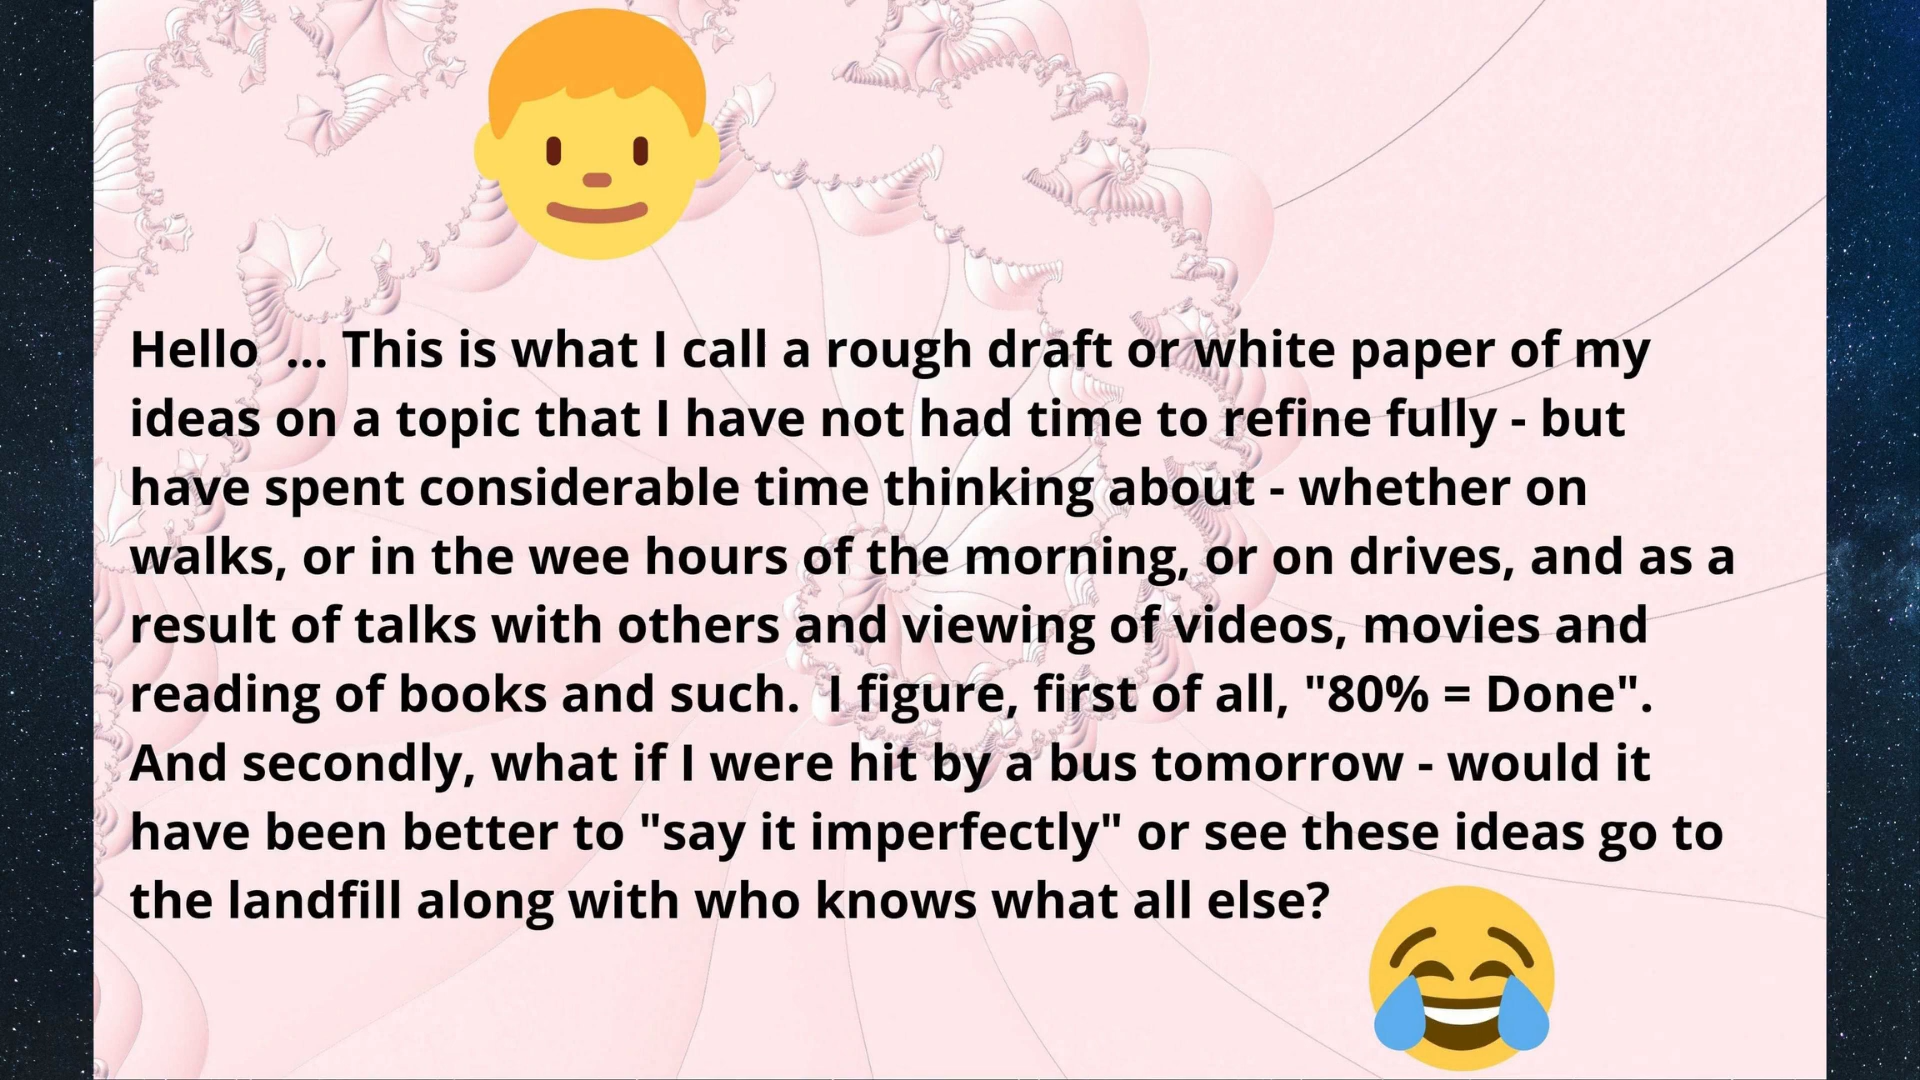 Hello  ... This is what I call a rough draft or white paper of my
ideas on a topic that I have not had time to refine fully - but
have spent considerable time thinking about - whether on
walks, or in the wee hours of the morning, or on drives, and as a
result of talks with others and viewing of videos, movies and
reading of books and such.  I figure, first of all, "80% = Done".
And secondly, what if I were hit by a bus tomorrow - would it
have been better to "say it imperfectly" or see these ideas go to
the landfill along with who knows what all else?